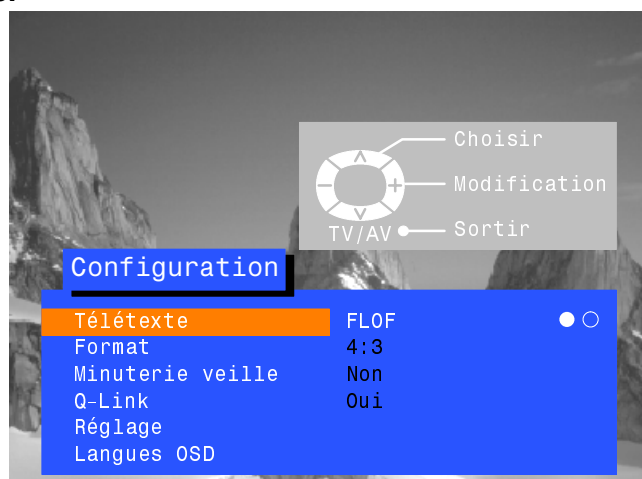 Choisir
Modification
TV/AV Sortir
Configuration
Télétexte FLOF
Format 4:3
Minuterie veille Non
Q-Link Oui
Réglage
Langues OSD